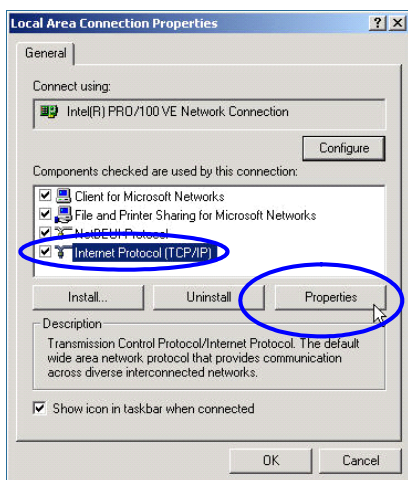 Local Area Connection Properties
General
Connect using:
Intel(R) PRO/100 VE Network Connection
Configure
Components checked are used by this connection:
Client for Microsoft Networks
File and Printer Sharing for Microsoft Networks
NetBEUI Protocol
Internet Protocol (TCP/IP)
Install... Uninstall Properties
Description
Transmission Control Protocol/Internet Protocol. The default
wide area network protocol that provides communication
across diverse interconnected networks.
Show icon in taskbar when connected
OK Cancel